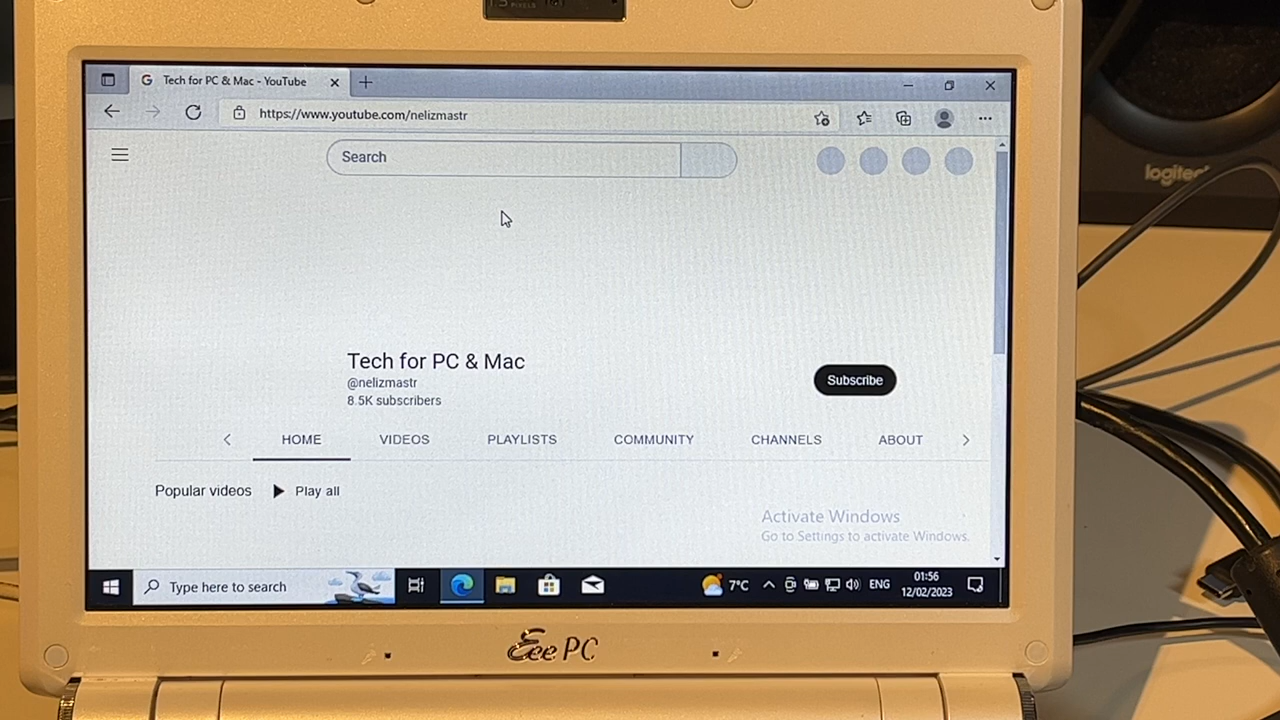 PIXELS
Tech for PC & Mac - YouTube
https://www.youtube.com/nelizmastr
Search
logitech
Tech for PC & Mac
@nelizmastr
8.5K subscribers
Subscribe
HOME VIDEOS PLAYLISTS COMMUNITY CHANNELS ABOUT
Popular videos Play all
Activate Windows
Go to Settings to activate Windows.
Type here to search
7°C
ENG
01:56
12/02/2023
Eee PC